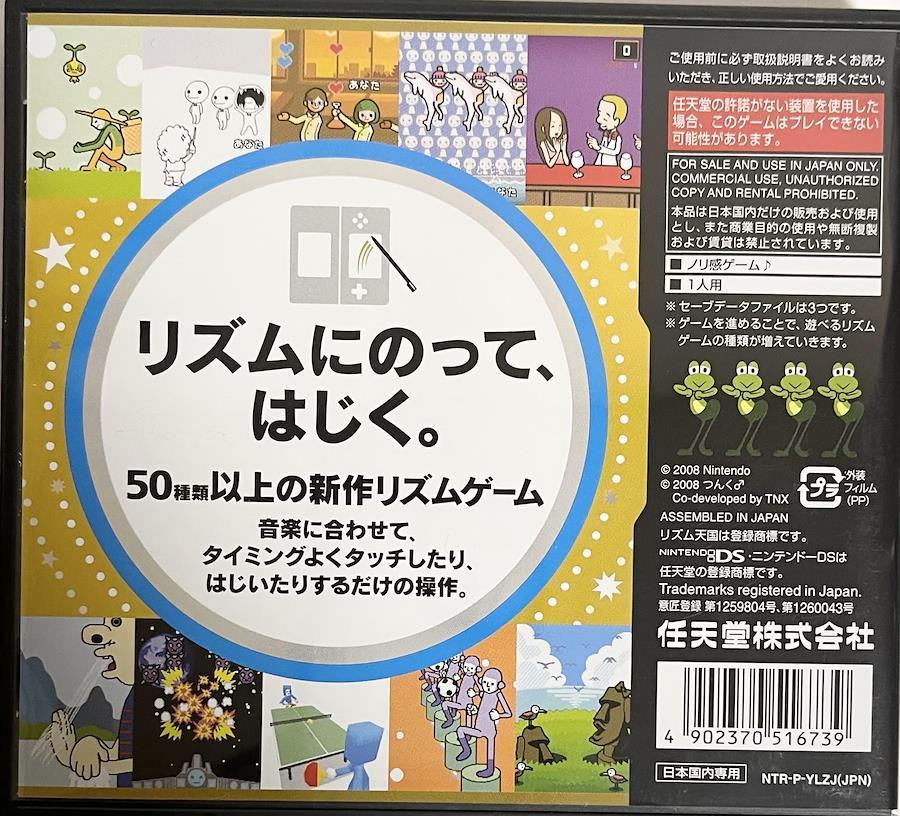 あなた
あなた
なた
0
リズムにのって、
はじく。
50種類以上の新作リズムゲーム
音楽に合わせて、
タイミングよくタッチしたり、
はじいたりするだけの操作。
ご使用前に必ず取扱説明書をよくお読み
いただき、正しい使用方法でご愛用ください。
任天堂の許諾がない装置を使用した
場合、このゲームはプレイできない
可能性があります。
FOR SALE AND USE IN JAPAN ONLY.
COMMERCIAL USE, UNAUTHORIZED
COPY AND RENTAL PROHIBITED.
本品は日本国内だけの販売および使用
とし、また商業目的の使用や無断複製
および賃貸は禁止されています。
■ ノリ感ゲーム♪
■ 1人用
※ セーブデータファイルは3つです。
※ ゲームを進めることで、遊べるリズム
ゲームの種類が増えていきます。
© 2008 Nintendo
© 2008 つんく♂
Co-developed by TNX
プラ
外装
フィルム
(PP)
ASSEMBLED IN JAPAN
リズム天国は登録商標です。
NINTENDO DS・ニンテンドーDSは
任天堂の登録商標です。
Trademarks registered in Japan.
意匠登録 第1259804号、第1260043号
任天堂株式会社
4 902370 516739
日本国内専用
NTR-P-YLZJ(JPN)